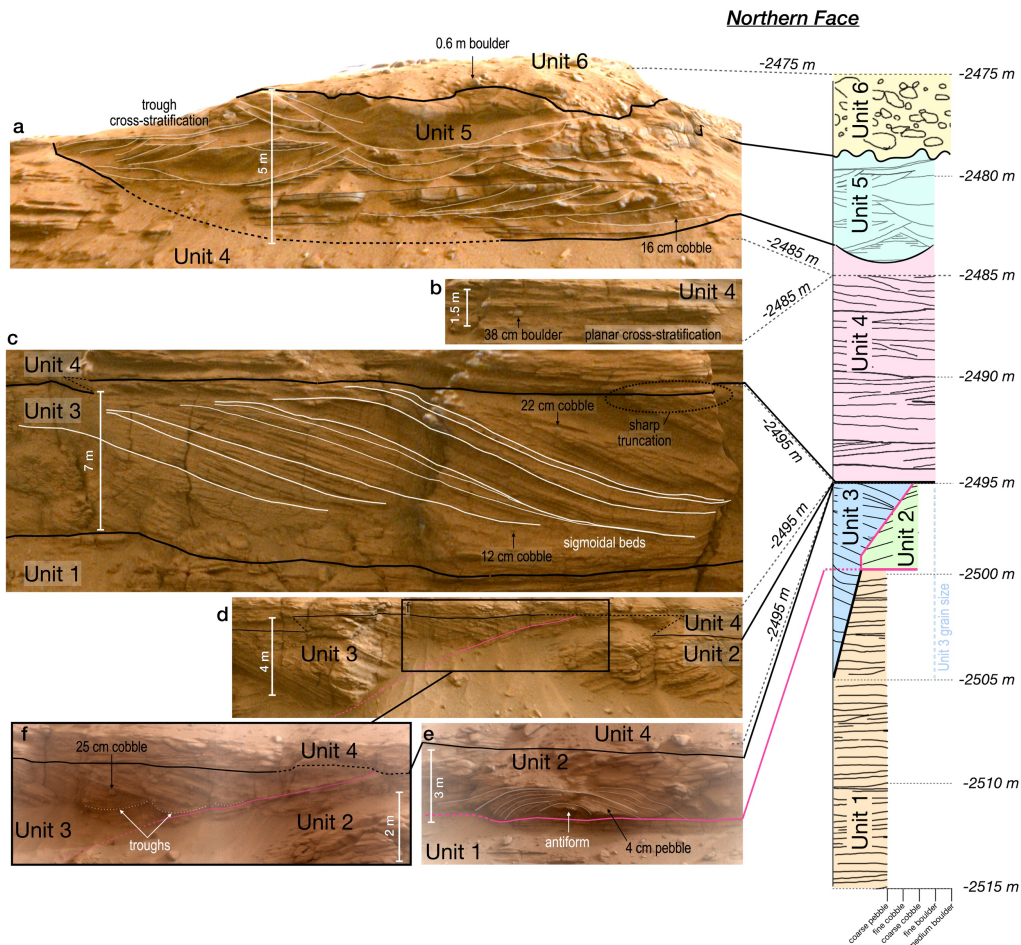 Northern Face
a
0.6 m boulder
Unit 6
trough
cross-stratification
Unit 5
5 m
16 cm cobble
Unit 4
-2475 m
-2485 m
-2485 m
b
Unit 4
1.5 m
38 cm boulder
planar cross-stratification
c
Unit 4
Unit 3
7 m
22 cm cobble
sharp
truncation
12 cm cobble
sigmoidal beds
Unit 1
-2495 m
-2495 m
-2495 m
d
f
Unit 4
Unit 3
Unit 2
4 m
f
25 cm cobble
Unit 4
Unit 3
troughs
Unit 2
2 m
e
Unit 4
Unit 2
3 m
antiform
4 cm pebble
Unit 1
Unit 6
Unit 5
Unit 4
Unit 3
Unit 2
Unit 1
Unit 3 grain size
-2475 m
-2480 m
-2485 m
-2490 m
-2495 m
-2500 m
-2505 m
-2510 m
-2515 m
coarse pebble
fine cobble
coarse cobble
fine boulder
medium boulder